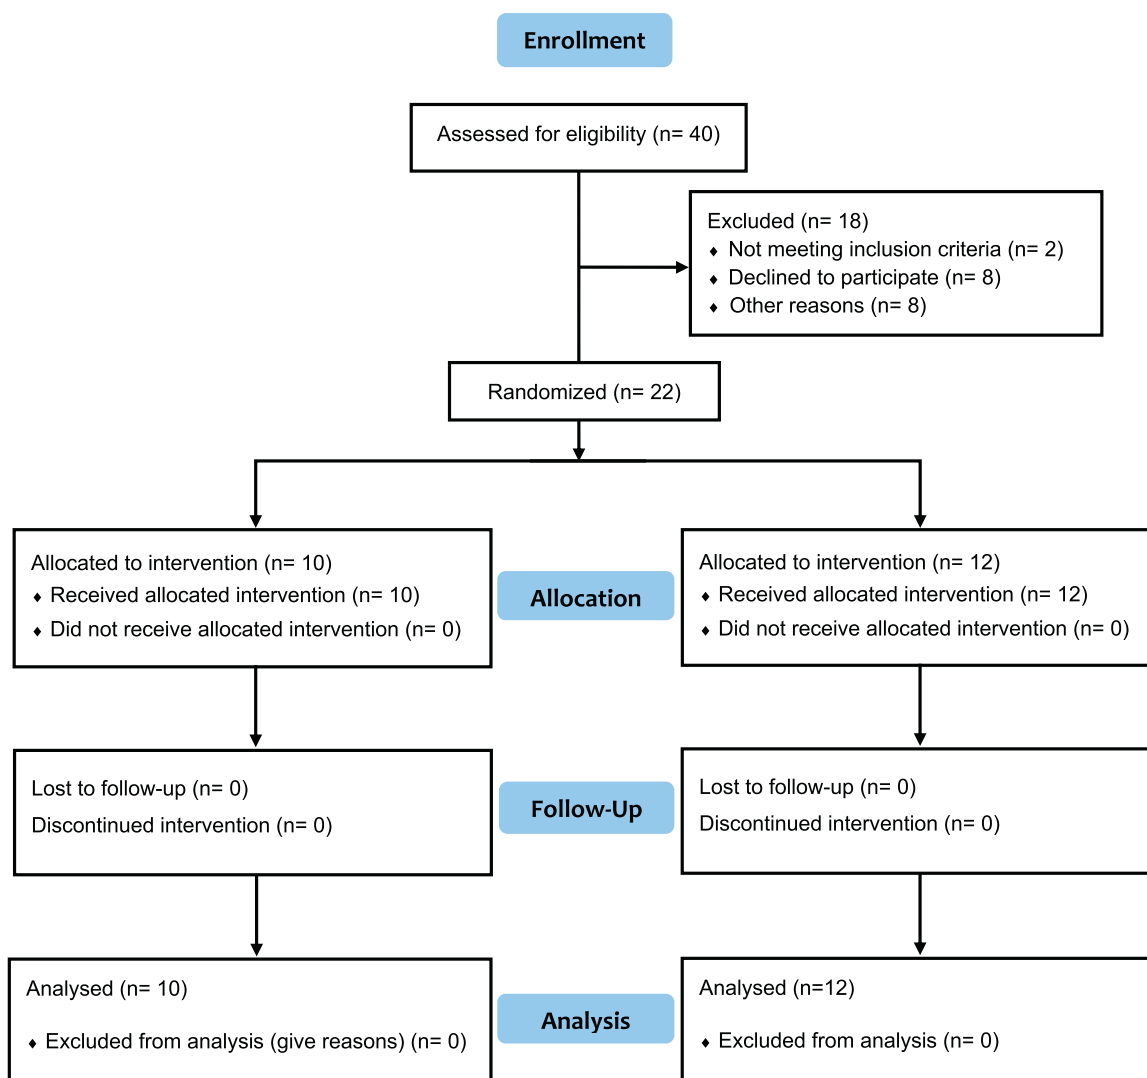 Enrollment
Assessed for eligibility (n= 40)
Excluded (n= 18)
♦ Not meeting inclusion criteria (n= 2)
♦ Declined to participate (n= 8)
♦ Other reasons (n= 8)
Randomized (n= 22)
Allocated to intervention (n= 10)
♦ Received allocated intervention (n= 10)
♦ Did not receive allocated intervention (n= 0)
Allocation
Allocated to intervention (n= 12)
♦ Received allocated intervention (n= 12)
♦ Did not receive allocated intervention (n= 0)
Lost to follow-up (n= 0)
Discontinued intervention (n= 0)
Follow-Up
Lost to follow-up (n= 0)
Discontinued intervention (n= 0)
Analysed (n= 10)
♦ Excluded from analysis (give reasons) (n= 0)
Analysis
Analysed (n=12)
♦ Excluded from analysis (n= 0)